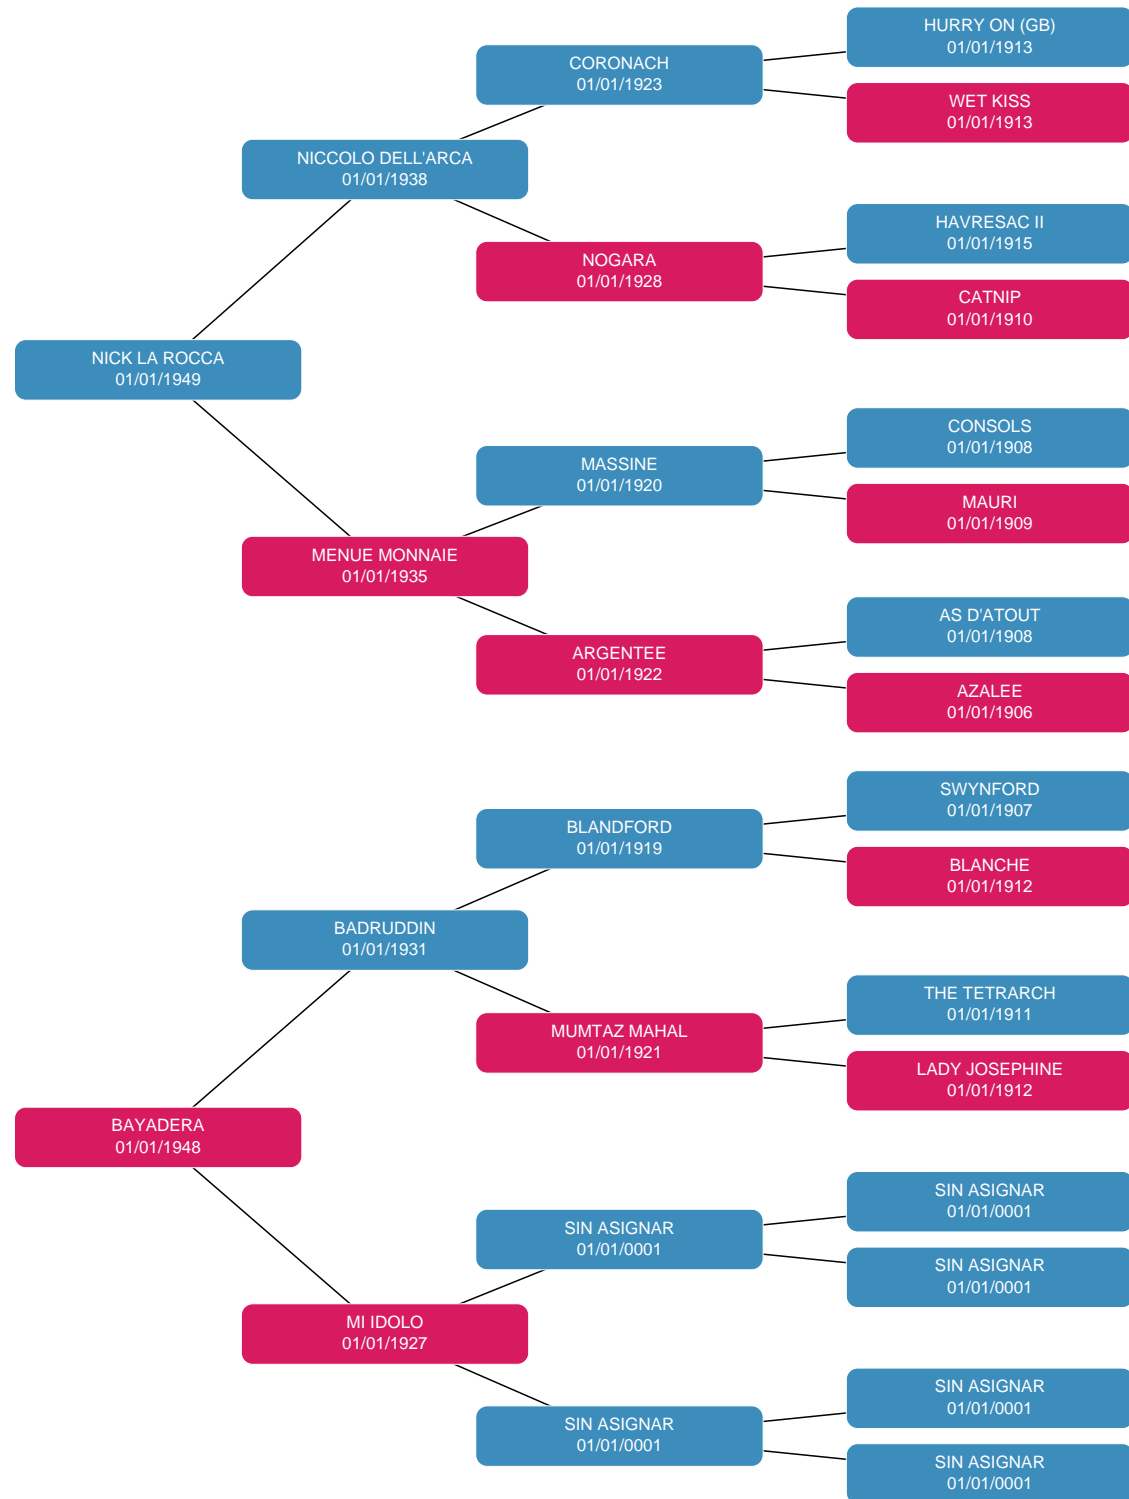 HURRY ON (GB)
01/01/1913
CORONACH
01/01/1923
WET KISS
01/01/1913
NICCOLO DELL'ARCA
01/01/1938
HAVRESAC II
01/01/1915
NOGARA
01/01/1928
CATNIP
01/01/1910
NICK LA ROCCA
01/01/1949
CONSOLS
01/01/1908
MASSINE
01/01/1920
MAURI
01/01/1909
MENUE MONNAIE
01/01/1935
AS D'ATOUT
01/01/1908
ARGENTEE
01/01/1922
AZALEE
01/01/1906
SWYNFORD
01/01/1907
BLANDFORD
01/01/1919
BLANCHE
01/01/1912
BADRUDDIN
01/01/1931
THE TETRARCH
01/01/1911
MUMTAZ MAHAL
01/01/1921
LADY JOSEPHINE
01/01/1912
BAYADERA
01/01/1948
SIN ASIGNAR
01/01/0001
SIN ASIGNAR
01/01/0001
SIN ASIGNAR
01/01/0001
MI IDOLO
01/01/1927
SIN ASIGNAR
01/01/0001
SIN ASIGNAR
01/01/0001
SIN ASIGNAR
01/01/0001